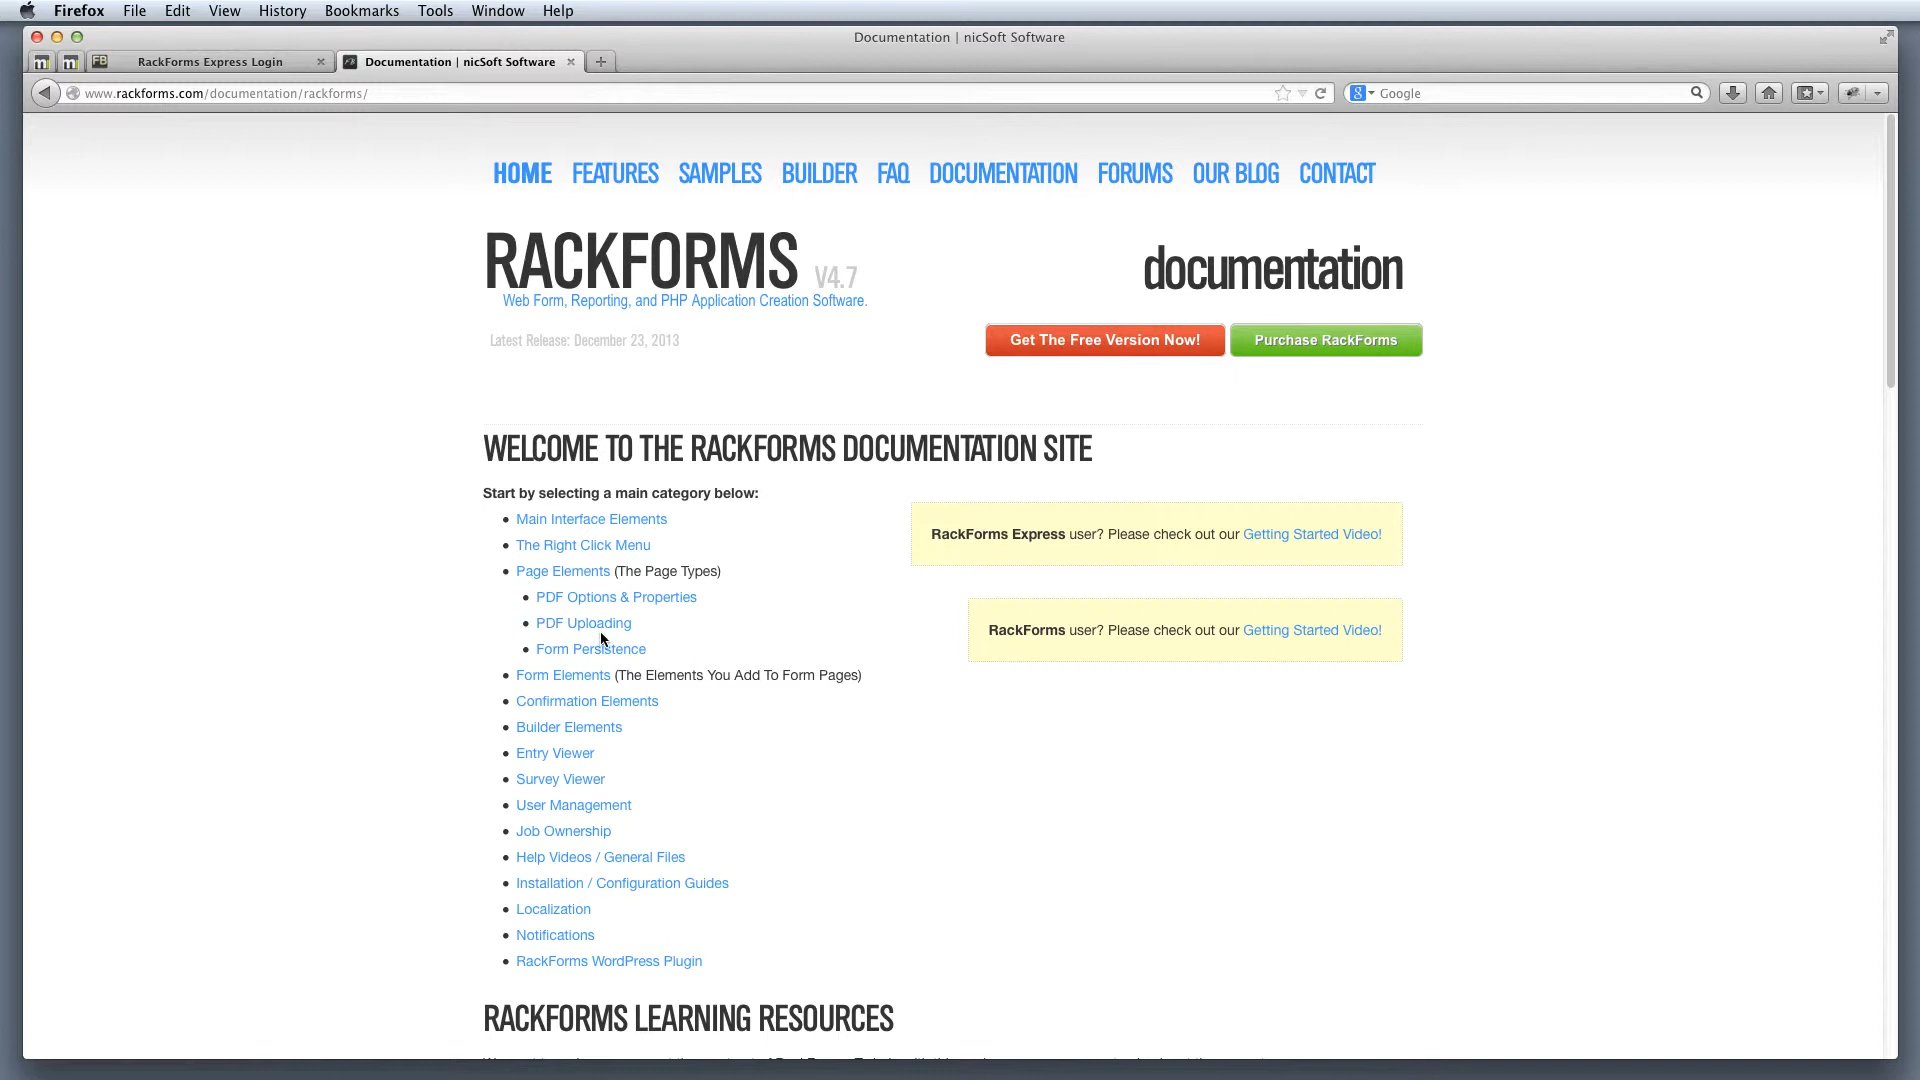 Firefox File Edit View History Bookmarks Tools Window Help
Documentation | nicSoft Software
RackForms Express Login
Documentation | nicSoft Software
www.rackforms.com/documentation/rackforms/
Google
HOME FEATURES SAMPLES BUILDER FAQ DOCUMENTATION FORUMS OUR BLOG CONTACT
RACKFORMS V4.7
documentation
Web Form, Reporting, and PHP Application Creation Software.
Latest Release: December 23, 2013
Get The Free Version Now!
Purchase RackForms
WELCOME TO THE RACKFORMS DOCUMENTATION SITE
Start by selecting a main category below:
Main Interface Elements
The Right Click Menu
Page Elements (The Page Types)
PDF Options & Properties
PDF Uploading
Form Persistence
Form Elements (The Elements You Add To Form Pages)
Confirmation Elements
Builder Elements
Entry Viewer
Survey Viewer
User Management
Job Ownership
Help Videos / General Files
Installation / Configuration Guides
Localization
Notifications
RackForms WordPress Plugin
RackForms Express user? Please check out our Getting Started Video!
RackForms user? Please check out our Getting Started Video!
RACKFORMS LEARNING RESOURCES